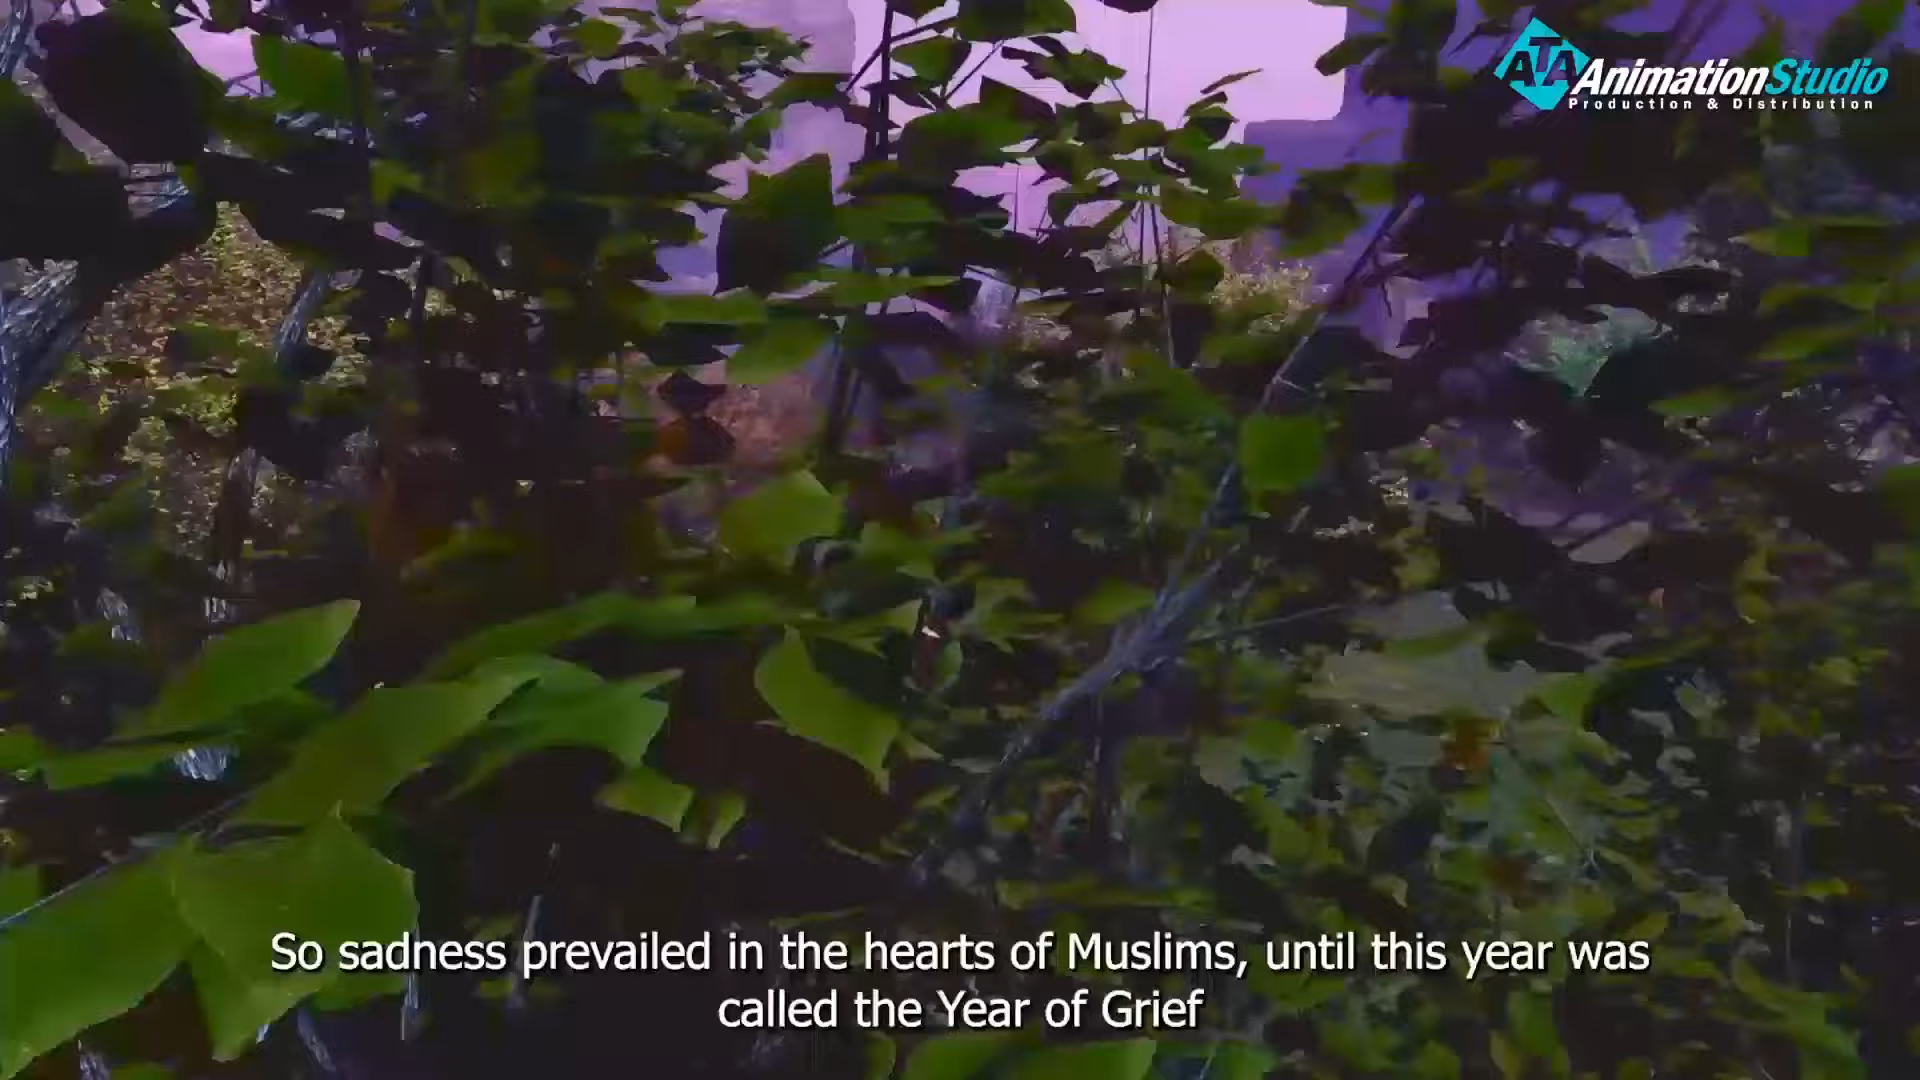 ATA AnimationStudio
Production & Distribution
So sadness prevailed in the hearts of Muslims, until this year was
called the Year of Grief